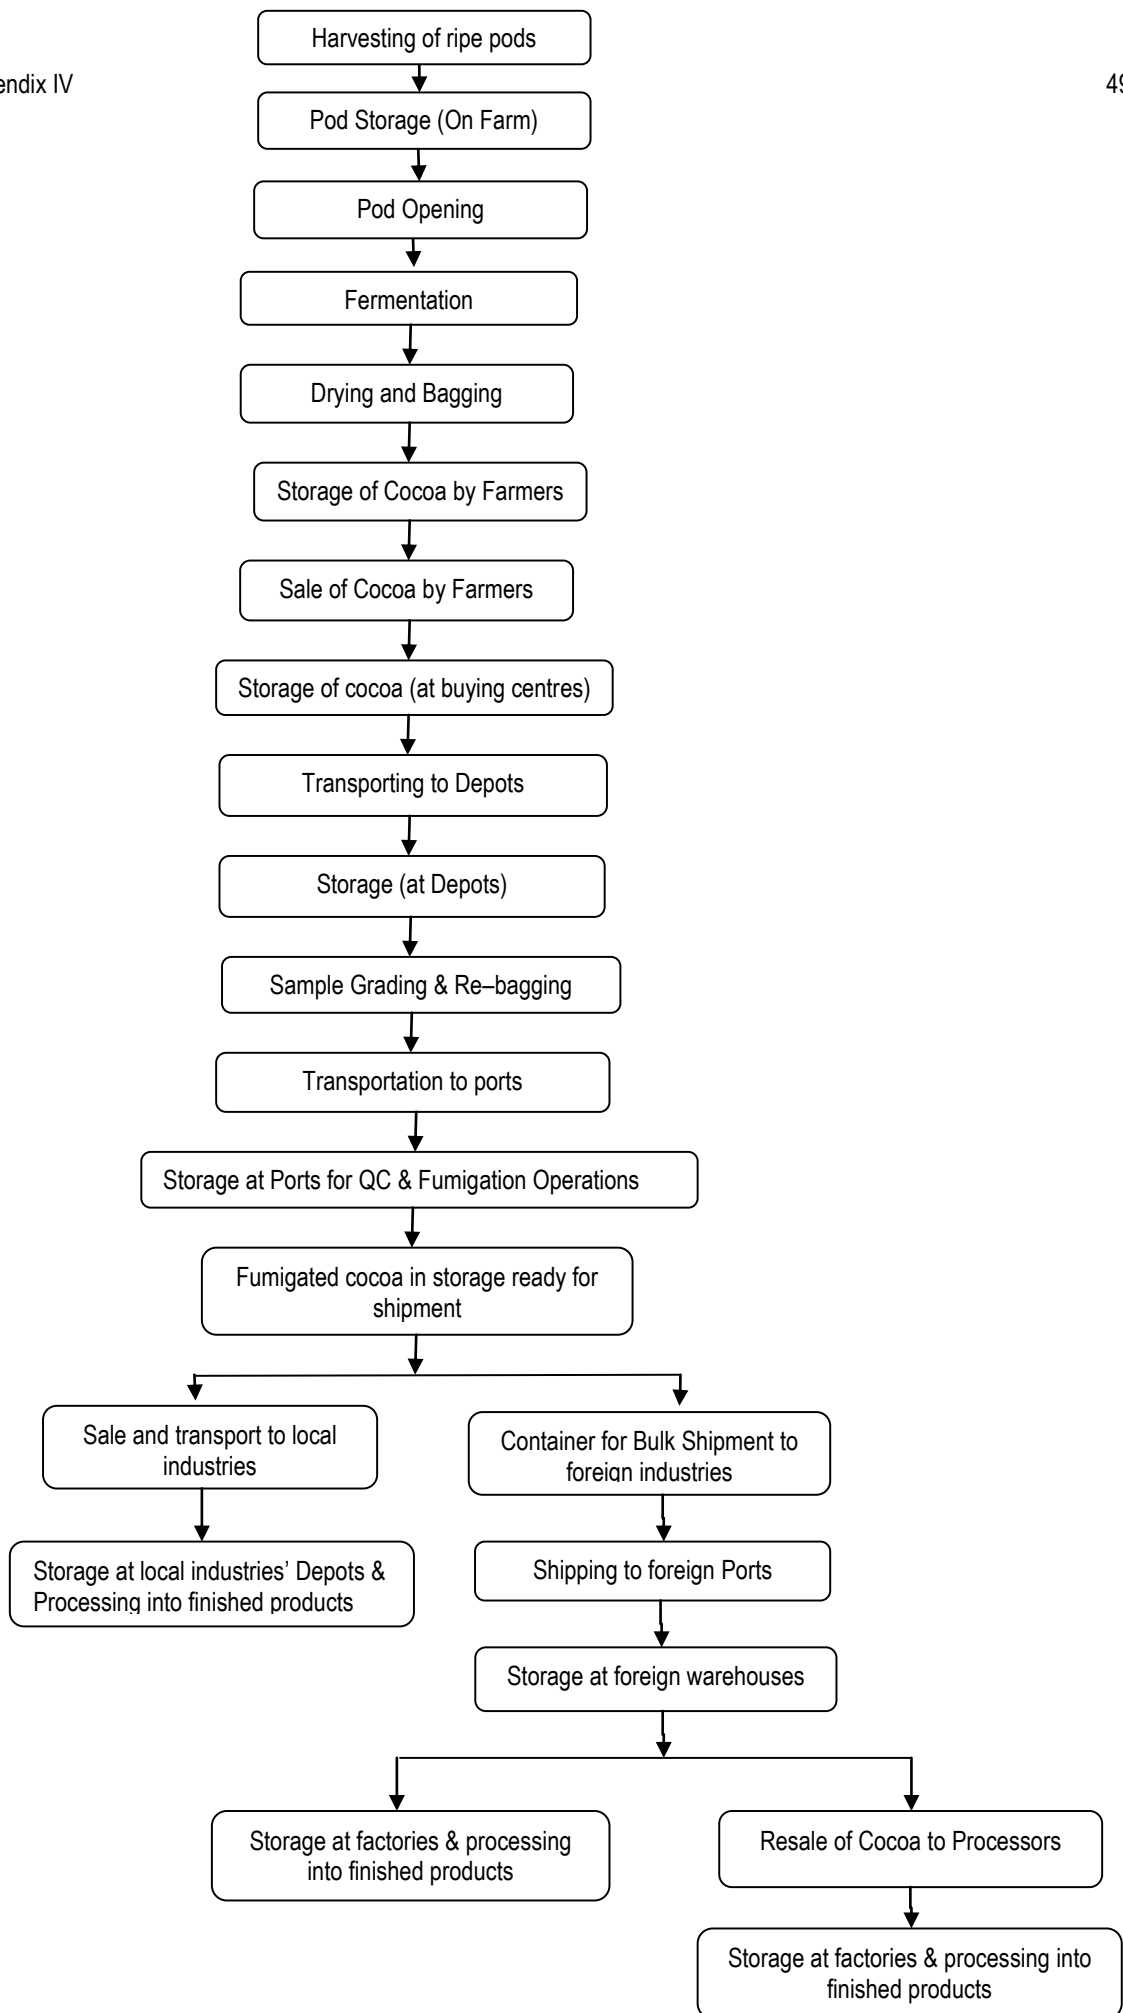 Harvesting of ripe pods
endix IV
49
Pod Storage (On Farm)
Pod Opening
Fermentation
Drying and Bagging
Storage of Cocoa by Farmers
Sale of Cocoa by Farmers
Storage of cocoa (at buying centres)
Transporting to Depots
Storage (at Depots)
Sample Grading & Re–bagging
Transportation to ports
Storage at Ports for QC & Fumigation Operations
Fumigated cocoa in storage ready for
shipment
Sale and transport to local
industries
Container for Bulk Shipment to
foreign industries
Storage at local industries’ Depots &
Processing into finished products
Shipping to foreign Ports
Storage at foreign warehouses
Storage at factories & processing
into finished products
Resale of Cocoa to Processors
Storage at factories & processing into
finished products